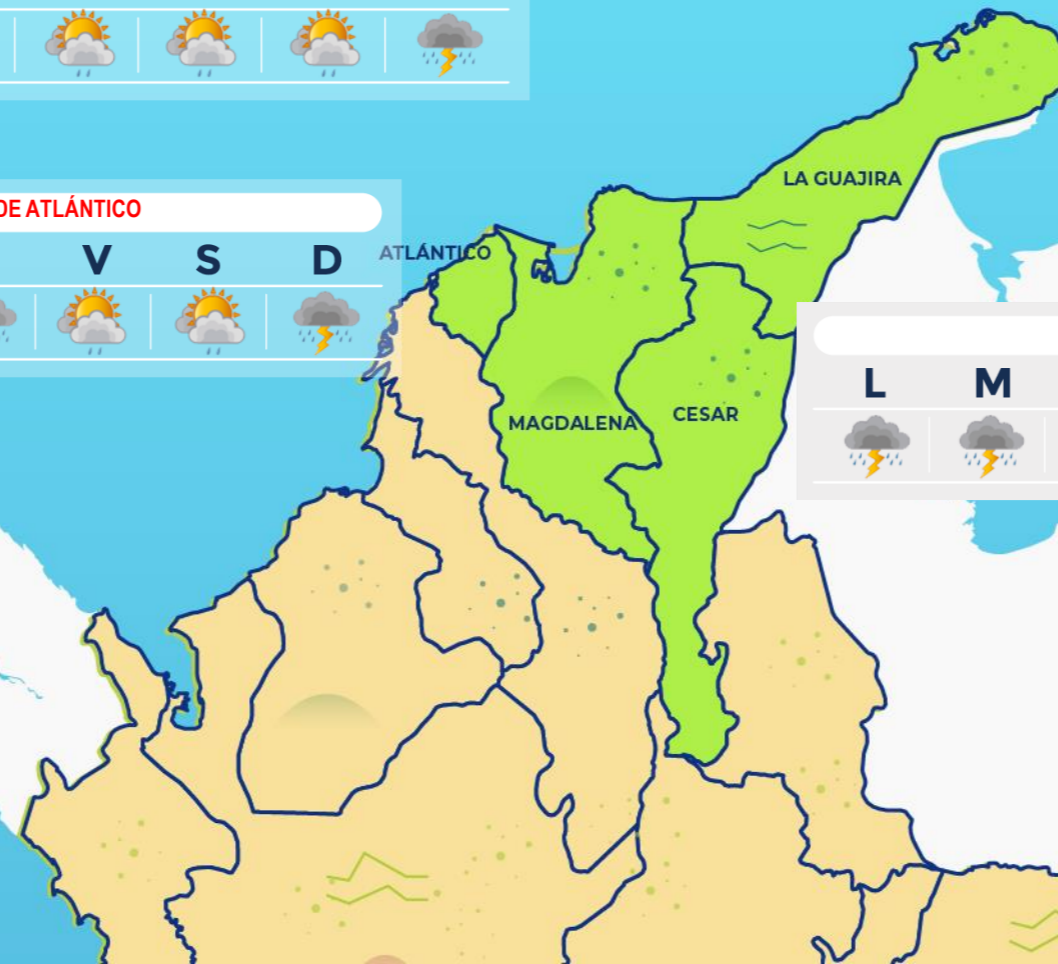 DE ATLÁNTICO
V S D
ATLÁNTICO
LA GUAJIRA
L M
MAGDALENA
CESAR